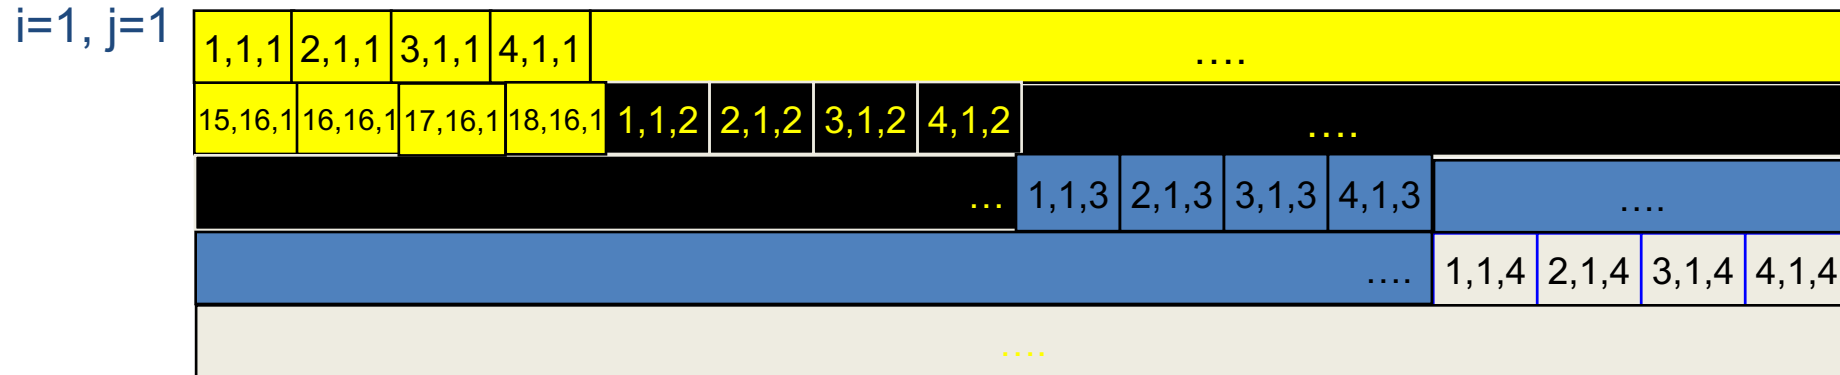 i=1, j=1
1,1,1 2,1,1 3,1,1 4,1,1 ....
15,16,1 16,16,1 17,16,1 18,16,1 1,1,2 2,1,2 3,1,2 4,1,2 ....
... 1,1,3 2,1,3 3,1,3 4,1,3 ....
.... 1,1,4 2,1,4 3,1,4 4,1,4
....